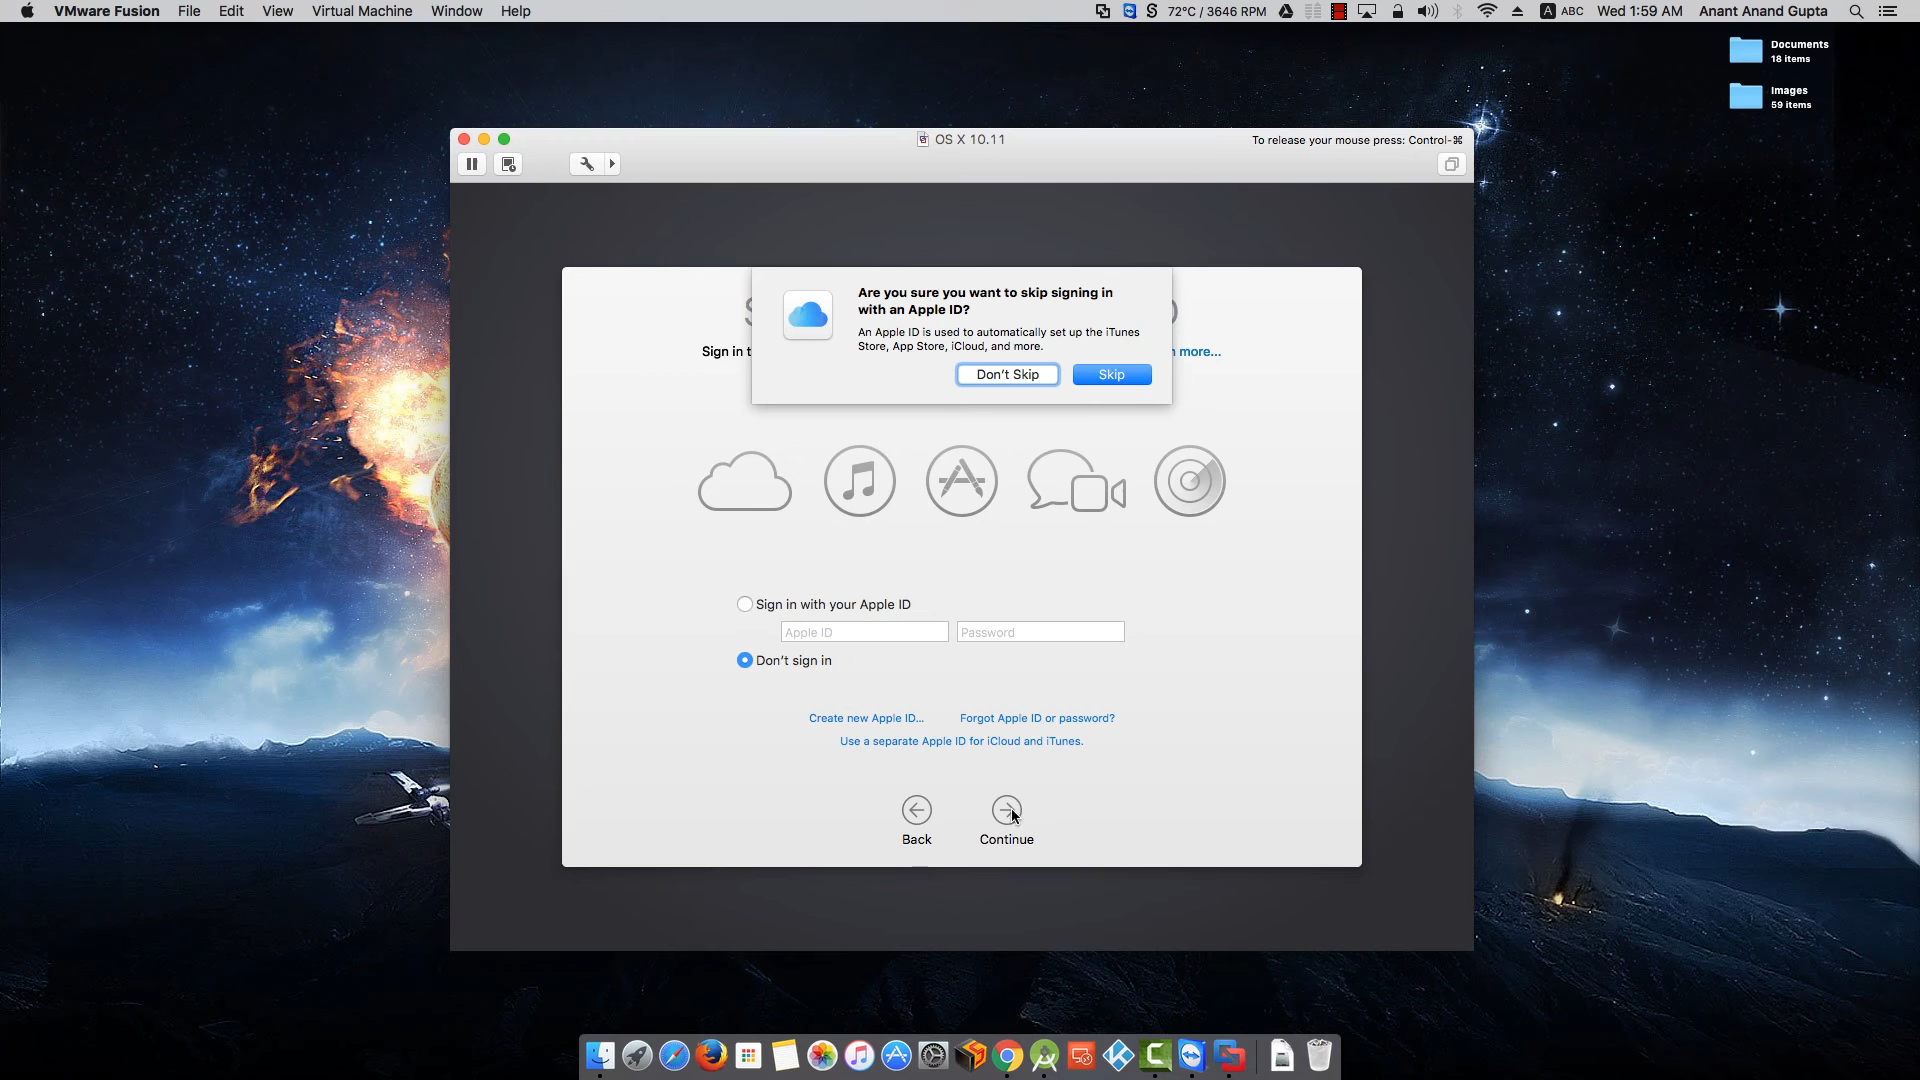 VMware Fusion File Edit View Virtual Machine Window Help
72°C / 3646 RPM A ABC Wed 1:59 AM Anant Anand Gupta
Documents
18 items
Images
59 items
OS X 10.11
To release your mouse press: Control-⌘
Are you sure you want to skip signing in
with an Apple ID?
An Apple ID is used to automatically set up the iTunes
Store, App Store, iCloud, and more.
Don't Skip Skip
Sign in t
more...
Sign in with your Apple ID
Apple ID Password
Don't sign in
Create new Apple ID... Forgot Apple ID or password?
Use a separate Apple ID for iCloud and iTunes.
Back Continue